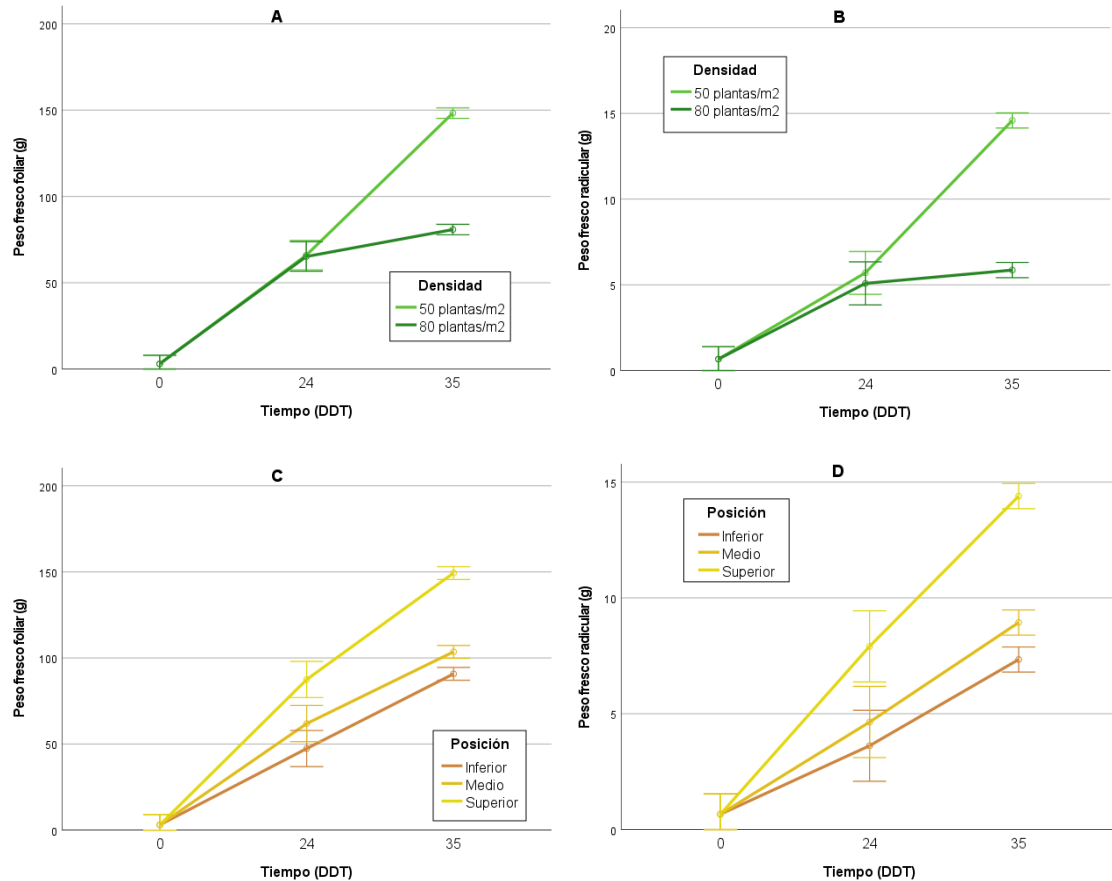 A
Peso fresco foliar (g)
200
150
100
50
0
Densidad
50 plantas/m2
80 plantas/m2
0
24
35
Tiempo (DDT)
B
Peso fresco radicular (g)
20
15
10
5
0
Densidad
50 plantas/m2
80 plantas/m2
0
24
35
Tiempo (DDT)
C
Peso fresco foliar (g)
200
150
100
50
0
Posición
Inferior
Medio
Superior
0
24
35
Tiempo (DDT)
D
Peso fresco radicular (g)
15
10
5
0
Posición
Inferior
Medio
Superior
0
24
35
Tiempo (DDT)